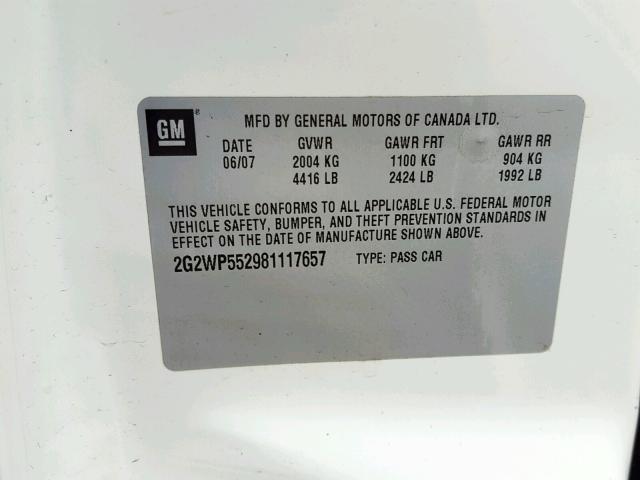 GM®
MFD BY GENERAL MOTORS OF CANADA LTD.
DATE GVWR GAWR FRT GAWR RR
06/07 2004 KG 1100 KG 904 KG
4416 LB 2424 LB 1992 LB
THIS VEHICLE CONFORMS TO ALL APPLICABLE U.S. FEDERAL MOTOR
VEHICLE SAFETY, BUMPER, AND THEFT PREVENTION STANDARDS IN
EFFECT ON THE DATE OF MANUFACTURE SHOWN ABOVE.
2G2WP552981117657 TYPE: PASS CAR